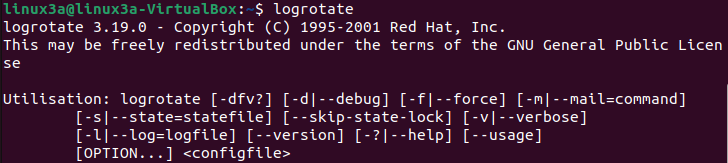 linux3a@linux3a-VirtualBox:~$ logrotate
logrotate 3.19.0 - Copyright (C) 1995-2001 Red Hat, Inc.
This may be freely redistributed under the terms of the GNU General Public Licen
se

Utilisation: logrotate [-dfv?] [-d|--debug] [-f|--force] [-m|--mail=command]
        [-s|--state=statefile] [--skip-state-lock] [-v|--verbose]
        [-l|--log=logfile] [--version] [-?|--help] [--usage]
        [OPTION...] <configfile>